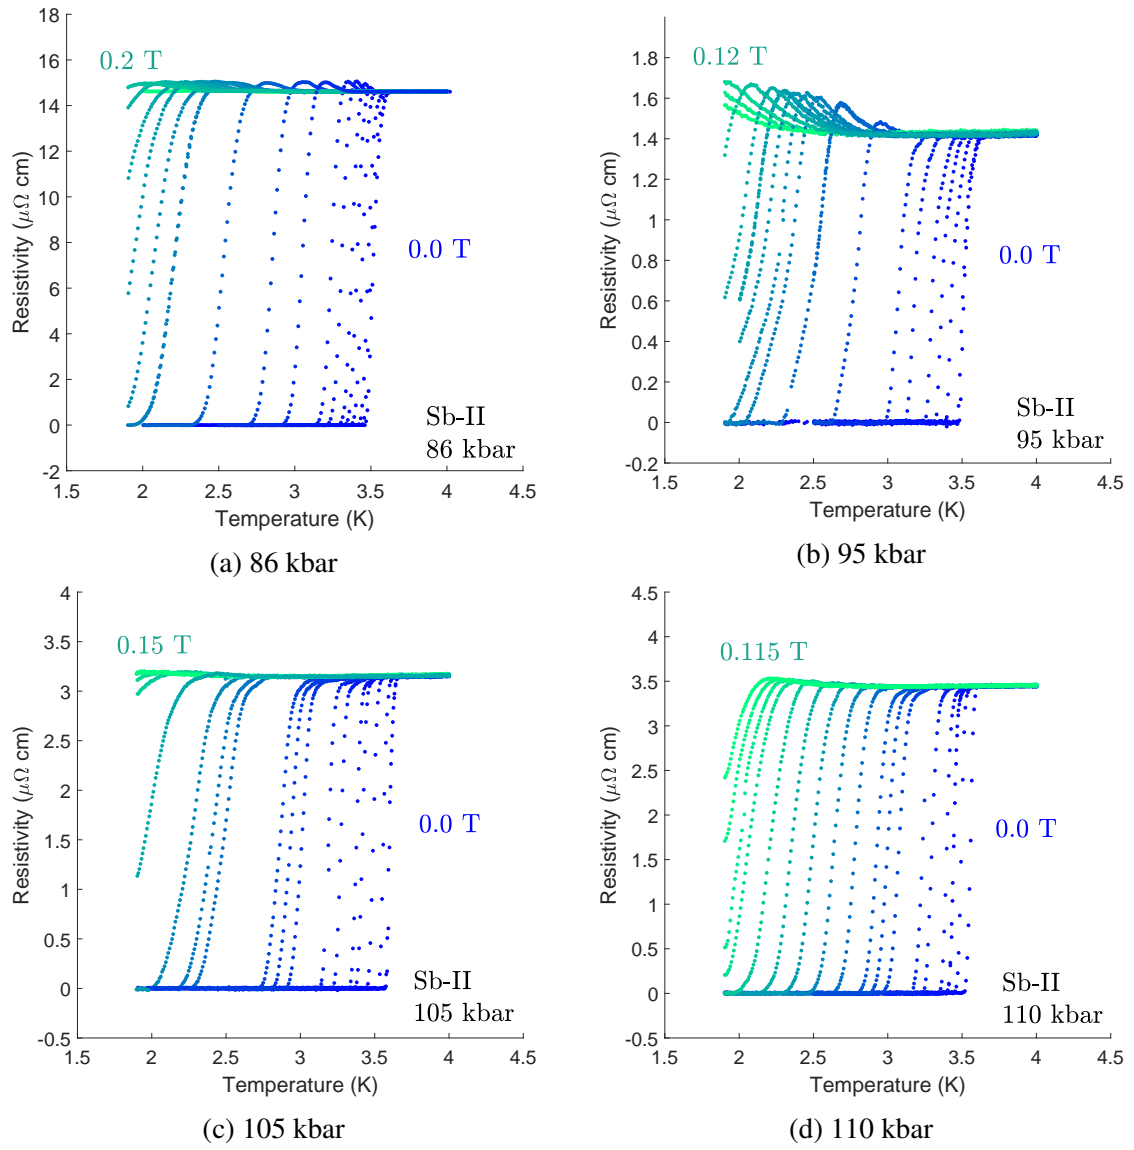 18
16
14
12
10
8
6
4
2
0
-2
1.5 2 2.5 3 3.5 4 4.5
Resistivity (μΩ cm)
Temperature (K)
0.2 T
0.0 T
Sb-II
86 kbar
(a) 86 kbar
1.8
1.6
1.4
1.2
1
0.8
0.6
0.4
0.2
0
-0.2
1.5 2 2.5 3 3.5 4 4.5
Resistivity (μΩ cm)
Temperature (K)
0.12 T
0.0 T
Sb-II
95 kbar
(b) 95 kbar
4
3.5
3
2.5
2
1.5
1
0.5
0
-0.5
1.5 2 2.5 3 3.5 4 4.5
Resistivity (μΩ cm)
Temperature (K)
0.15 T
0.0 T
Sb-II
105 kbar
(c) 105 kbar
4.5
4
3.5
3
2.5
2
1.5
1
0.5
0
-0.5
1.5 2 2.5 3 3.5 4 4.5
Resistivity (μΩ cm)
Temperature (K)
0.115 T
0.0 T
Sb-II
110 kbar
(d) 110 kbar